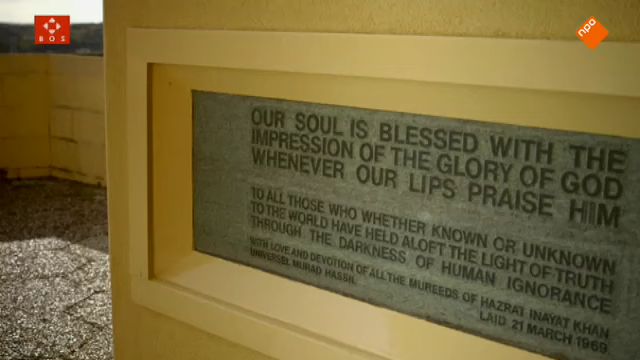 BOS
npo
OUR SOUL IS BLESSED WITH THE
IMPRESSION OF THE GLORY OF GOD
WHENEVER OUR LIPS PRAISE HIM
TO ALL THOSE WHO WHETHER KNOWN OR UNKNOWN
TO THE WORLD HAVE HELD ALOFT THE LIGHT OF TRUTH
THROUGH THE DARKNESS OF HUMAN IGNORANCE
WITH LOVE AND DEVOTION OF ALL THE MUREEDS OF HAZRAT INAYAT KHAN
UNIVERSEL MURAD HASSIL
LAID 21 MARCH 1969